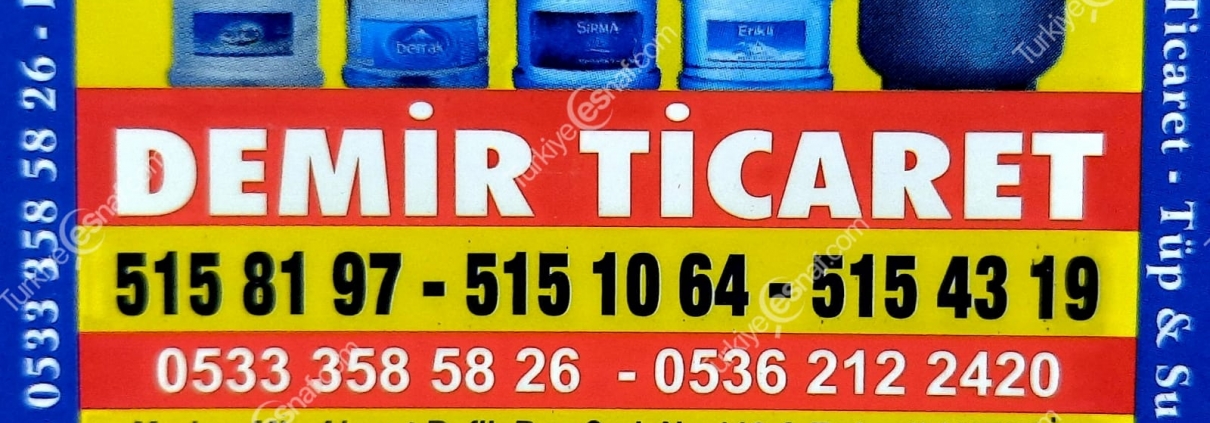 Berrak
SIRMA
Erikli
DEMİR TİCARET
515 81 97 - 515 10 64 - 515 43 19
0533 358 58 26 - 0536 212 2420
0533 358 58 26 -
Ticaret - Tüp & Su
Turkiyeesnaf.com